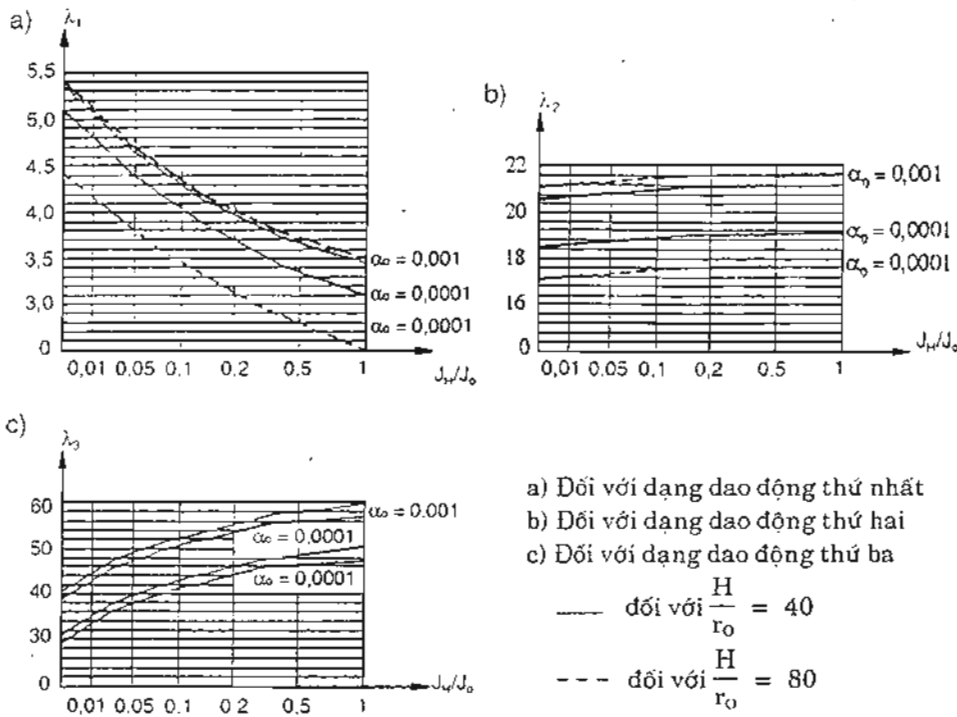 a)
λ₁
5,5
5,0
4,5
4,0
3,5
3,0
0
0,01 0,05 0.1 0.2 0,5 1
J_H/J_o
α₀ = 0,001
α₀ = 0,0001
α₀ = 0,0001
b)
λ₂
22
20
18
16
0
0,01 0.05 0.1 0,2 0.5 1
J_H/J_o
α₀ = 0,001
α₀ = 0,0001
α₀ = 0,0001
c)
λ₃
60
50
40
30
0
0,01 0.05 0.1 0.2 0.5 1
J_H/J_o
α₀ = 0.001
α₀ = 0,0001
α₀ = 0,0001
a) Đối với dạng dao động thứ nhất
b) Đối với dạng dao động thứ hai
c) Đối với dạng dao động thứ ba
— đối với H/r₀ = 40
--- đối với H/r₀ = 80